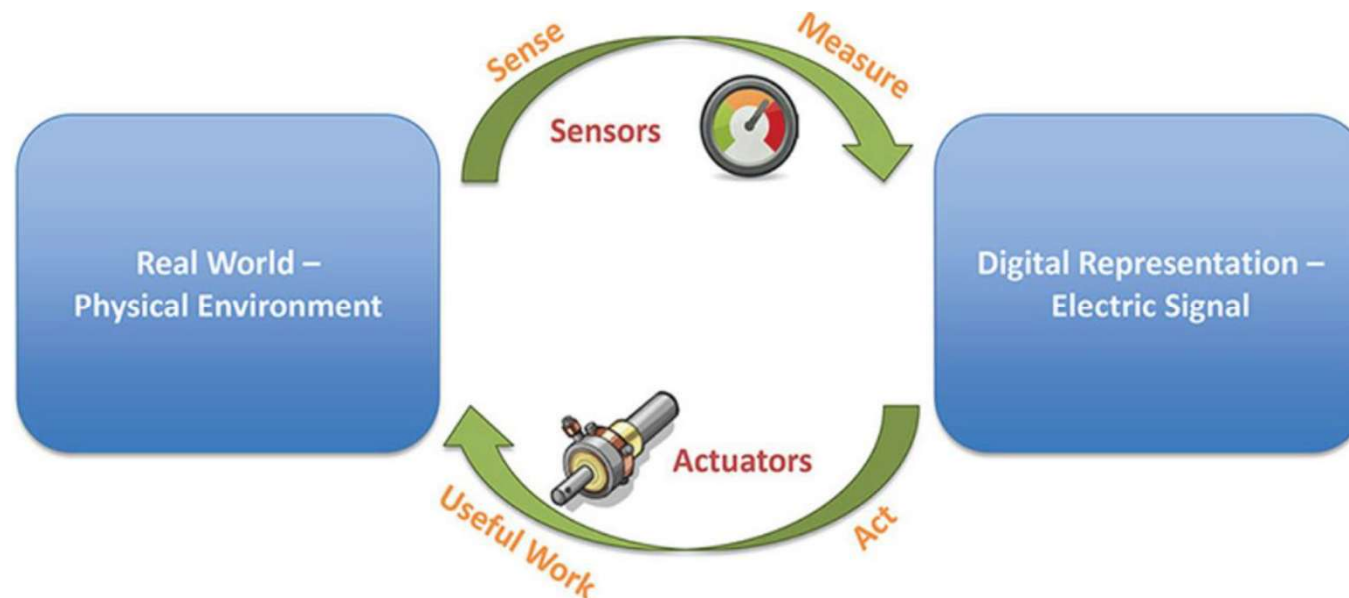 Sense
Measure
Sensors
Real World –
Physical Environment
Digital Representation –
Electric Signal
Actuators
Useful Work
Act